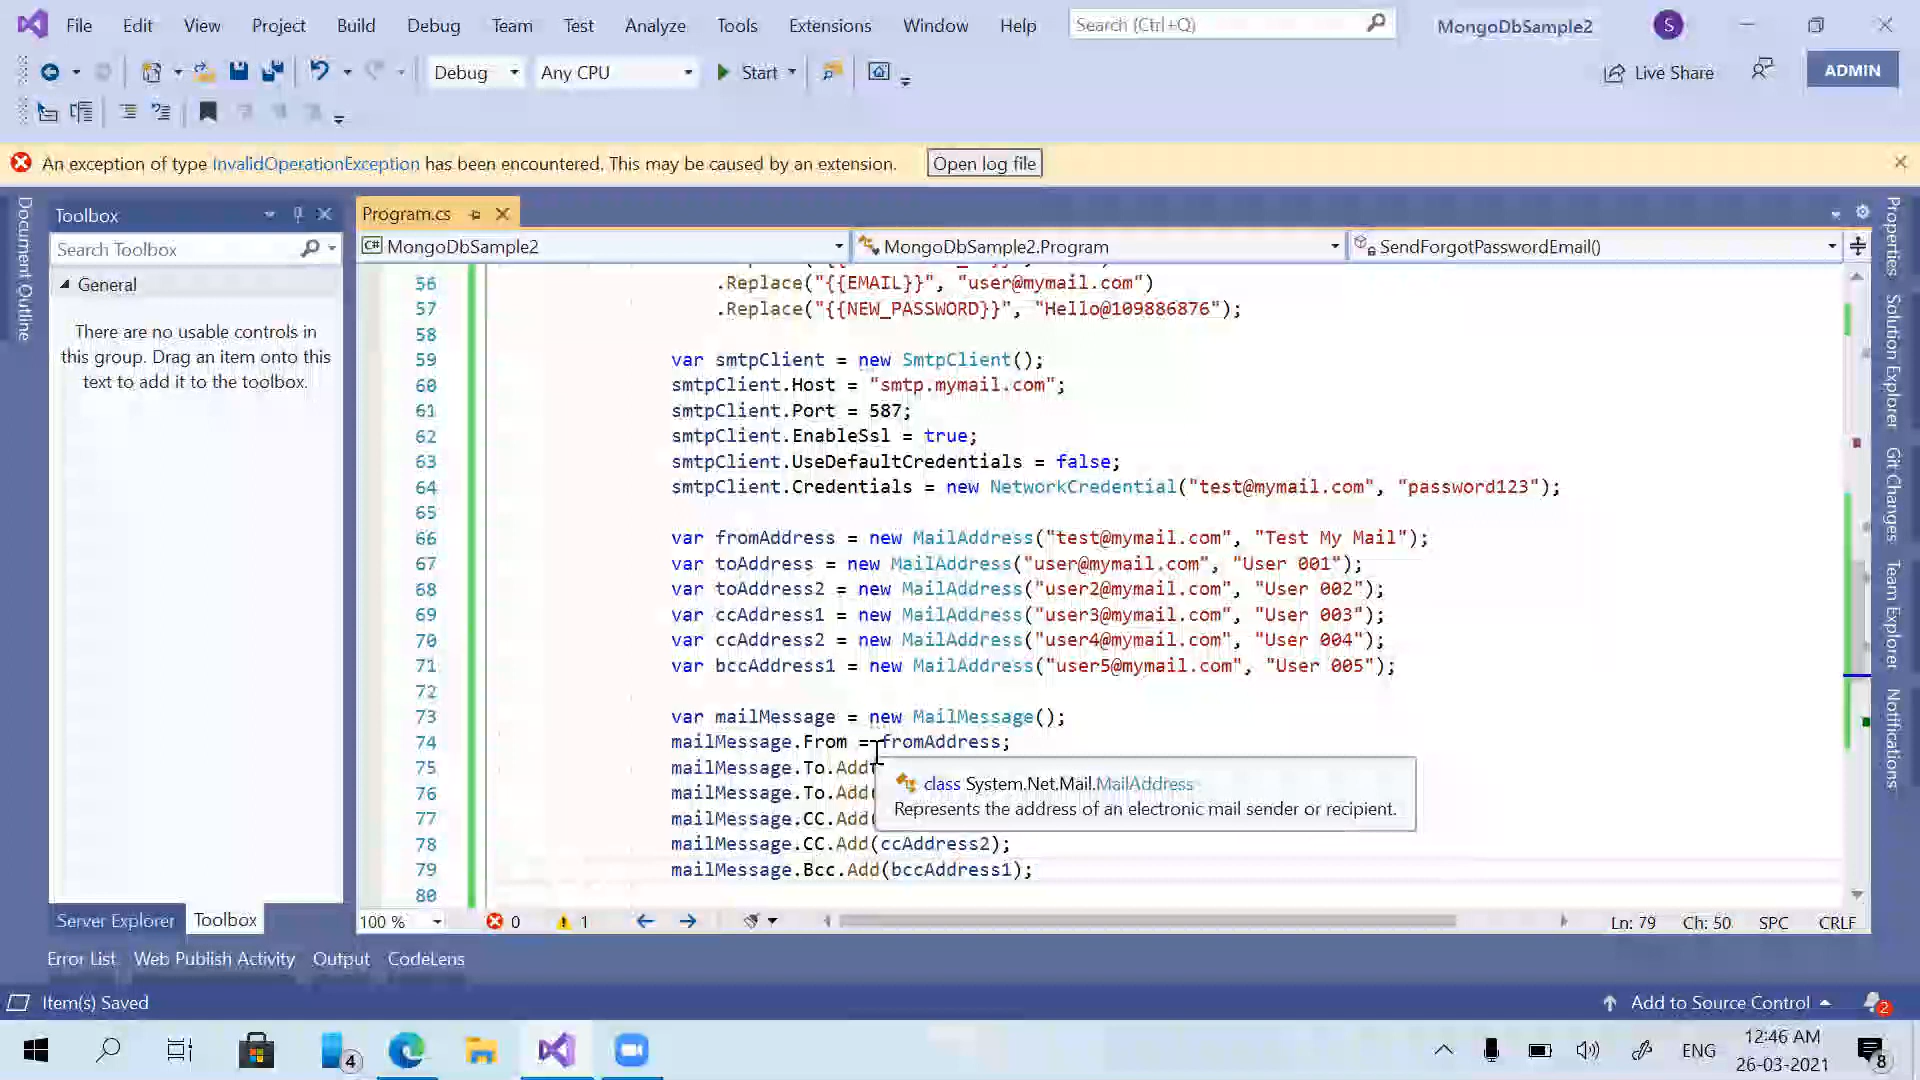 File Edit View Project Build Debug Team Test Analyze Tools Extensions Window Help Search (Ctrl+Q) MongoDbSample2 S
Debug Any CPU Start Live Share ADMIN
An exception of type InvalidOperationException has been encountered. This may be caused by an extension. Open log file
Document Outline
Toolbox
Search Toolbox
General
There are no usable controls in
this group. Drag an item onto this
text to add it to the toolbox.
Server Explorer Toolbox
Program.cs
MongoDbSample2 MongoDbSample2.Program SendForgotPasswordEmail()
56 .Replace("{{EMAIL}}", "user@mymail.com")
57 .Replace("{{NEW_PASSWORD}}", "Hello@109886876");
58
59 var smtpClient = new SmtpClient();
60 smtpClient.Host = "smtp.mymail.com";
61 smtpClient.Port = 587;
62 smtpClient.EnableSsl = true;
63 smtpClient.UseDefaultCredentials = false;
64 smtpClient.Credentials = new NetworkCredential("test@mymail.com", "password123");
65
66 var fromAddress = new MailAddress("test@mymail.com", "Test My Mail");
67 var toAddress = new MailAddress("user@mymail.com", "User 001");
68 var toAddress2 = new MailAddress("user2@mymail.com", "User 002");
69 var ccAddress1 = new MailAddress("user3@mymail.com", "User 003");
70 var ccAddress2 = new MailAddress("user4@mymail.com", "User 004");
71 var bccAddress1 = new MailAddress("user5@mymail.com", "User 005");
72
73 var mailMessage = new MailMessage();
74 mailMessage.From = fromAddress;
75 mailMessage.To.Add(
76 mailMessage.To.Add(
77 mailMessage.CC.Add(
78 mailMessage.CC.Add(ccAddress2);
79 mailMessage.Bcc.Add(bccAddress1);
80
class System.Net.Mail.MailAddress
Represents the address of an electronic mail sender or recipient.
100 % 0 1 Ln: 79 Ch: 50 SPC CRLF
Properties
Solution Explorer
Git Changes
Team Explorer
Notifications
Error List Web Publish Activity Output CodeLens
Item(s) Saved Add to Source Control 2
4 ENG 12:46 AM
26-03-2021 8